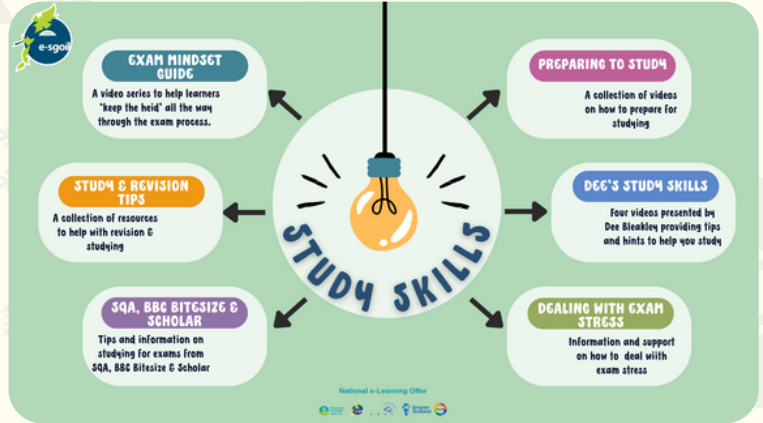 e-sgoil
EXAM MINDSET
GUIDE
A video series to help learners
'keep the heid' all the way
through the exam process.
PREPARING TO STUDY
A collection of videos
on how to prepare for
studying
STUDY & REVISION
TIPS
A collection of resources
to help with revision &
studying
DEE'S STUDY SKILLS
Four videos presented by
Dee Bleakley providing tips
and hints to help you study
STUDY SKILLS
SQA, BBC BITESIZE &
SCHOLAR
Tips and information on
studying for exams from
SQA, BBC Bitesize & Scholar
DEALING WITH EXAM
STRESS
Information and support
on how to deal wiith
exam stress
National e-Learning Offer